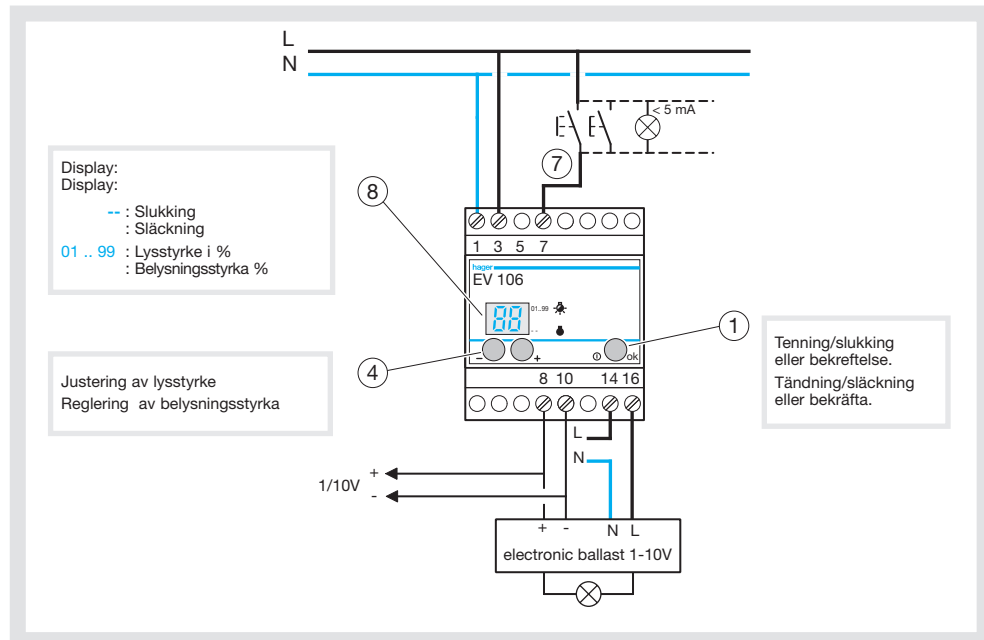 L
N
< 5 mA
7
Display:
Display:
-- : Slukking
: Släckning
01 .. 99 : Lysstyrke i %
: Belysningsstyrka %
8
1 3 5 7
hager
EV 106
88
01..99
--
1
4
- + ok
Tenning/slukking
eller bekreftelse.
Tändning/släckning
eller bekräfta.
Justering av lysstyrke
Reglering av belysningsstyrka
8 10 14 16
L
N
+
1/10V
-
+ - N L
electronic ballast 1-10V